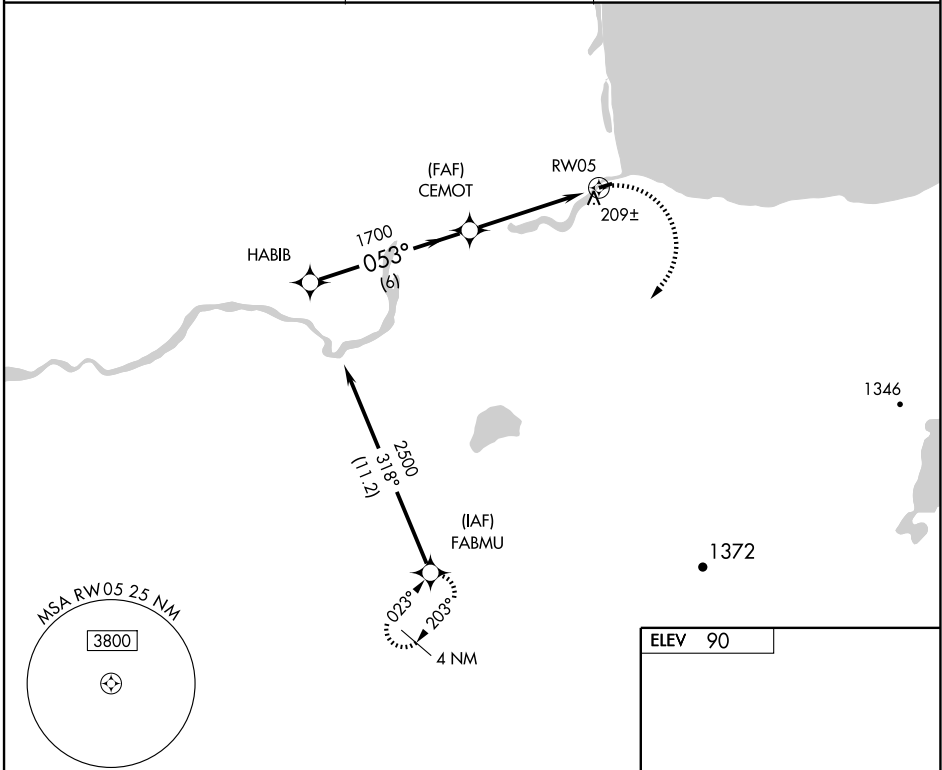 RW05
(FAF)
CEMOT
209±
1700
HABIB
053°
(6)
1346
2500
318°
(11.2)
(IAF)
FABMU
1372
023°
203°
4 NM
MSA RW05 25 NM
3800
ELEV 90